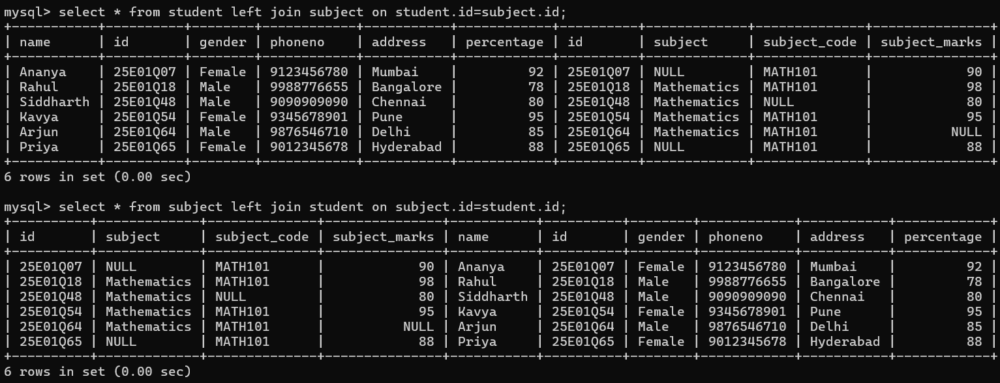 mysql> select * from student left join subject on student.id=subject.id;
+-----------+----------+--------+------------+-----------+------------+----------+-------------+--------------+---------------+
| name      | id       | gender | phoneno    | address   | percentage | id       | subject     | subject_code | subject_marks |
+-----------+----------+--------+------------+-----------+------------+----------+-------------+--------------+---------------+
| Ananya    | 25E01Q07 | Female | 9123456780 | Mumbai    |         92 | 25E01Q07 | NULL        | MATH101      |            90 |
| Rahul     | 25E01Q18 | Male   | 9988776655 | Bangalore |         78 | 25E01Q18 | Mathematics | MATH101      |            98 |
| Siddharth | 25E01Q48 | Male   | 9090909090 | Chennai   |         80 | 25E01Q48 | Mathematics | NULL         |            80 |
| Kavya     | 25E01Q54 | Female | 9345678901 | Pune      |         95 | 25E01Q54 | Mathematics | MATH101      |            95 |
| Arjun     | 25E01Q64 | Male   | 9876546710 | Delhi     |         85 | 25E01Q64 | Mathematics | MATH101      |          NULL |
| Priya     | 25E01Q65 | Female | 9012345678 | Hyderabad |         88 | 25E01Q65 | NULL        | MATH101      |            88 |
+-----------+----------+--------+------------+-----------+------------+----------+-------------+--------------+---------------+
6 rows in set (0.00 sec)

mysql> select * from subject left join student on subject.id=student.id;
+----------+-------------+--------------+---------------+-----------+----------+--------+------------+-----------+------------+
| id       | subject     | subject_code | subject_marks | name      | id       | gender | phoneno    | address   | percentage |
+----------+-------------+--------------+---------------+-----------+----------+--------+------------+-----------+------------+
| 25E01Q07 | NULL        | MATH101      |            90 | Ananya    | 25E01Q07 | Female | 9123456780 | Mumbai    |         92 |
| 25E01Q18 | Mathematics | MATH101      |            98 | Rahul     | 25E01Q18 | Male   | 9988776655 | Bangalore |         78 |
| 25E01Q48 | Mathematics | NULL         |            80 | Siddharth | 25E01Q48 | Male   | 9090909090 | Chennai   |         80 |
| 25E01Q54 | Mathematics | MATH101      |            95 | Kavya     | 25E01Q54 | Female | 9345678901 | Pune      |         95 |
| 25E01Q64 | Mathematics | MATH101      |          NULL | Arjun     | 25E01Q64 | Male   | 9876546710 | Delhi     |         85 |
| 25E01Q65 | NULL        | MATH101      |            88 | Priya     | 25E01Q65 | Female | 9012345678 | Hyderabad |         88 |
+----------+-------------+--------------+---------------+-----------+----------+--------+------------+-----------+------------+
6 rows in set (0.00 sec)